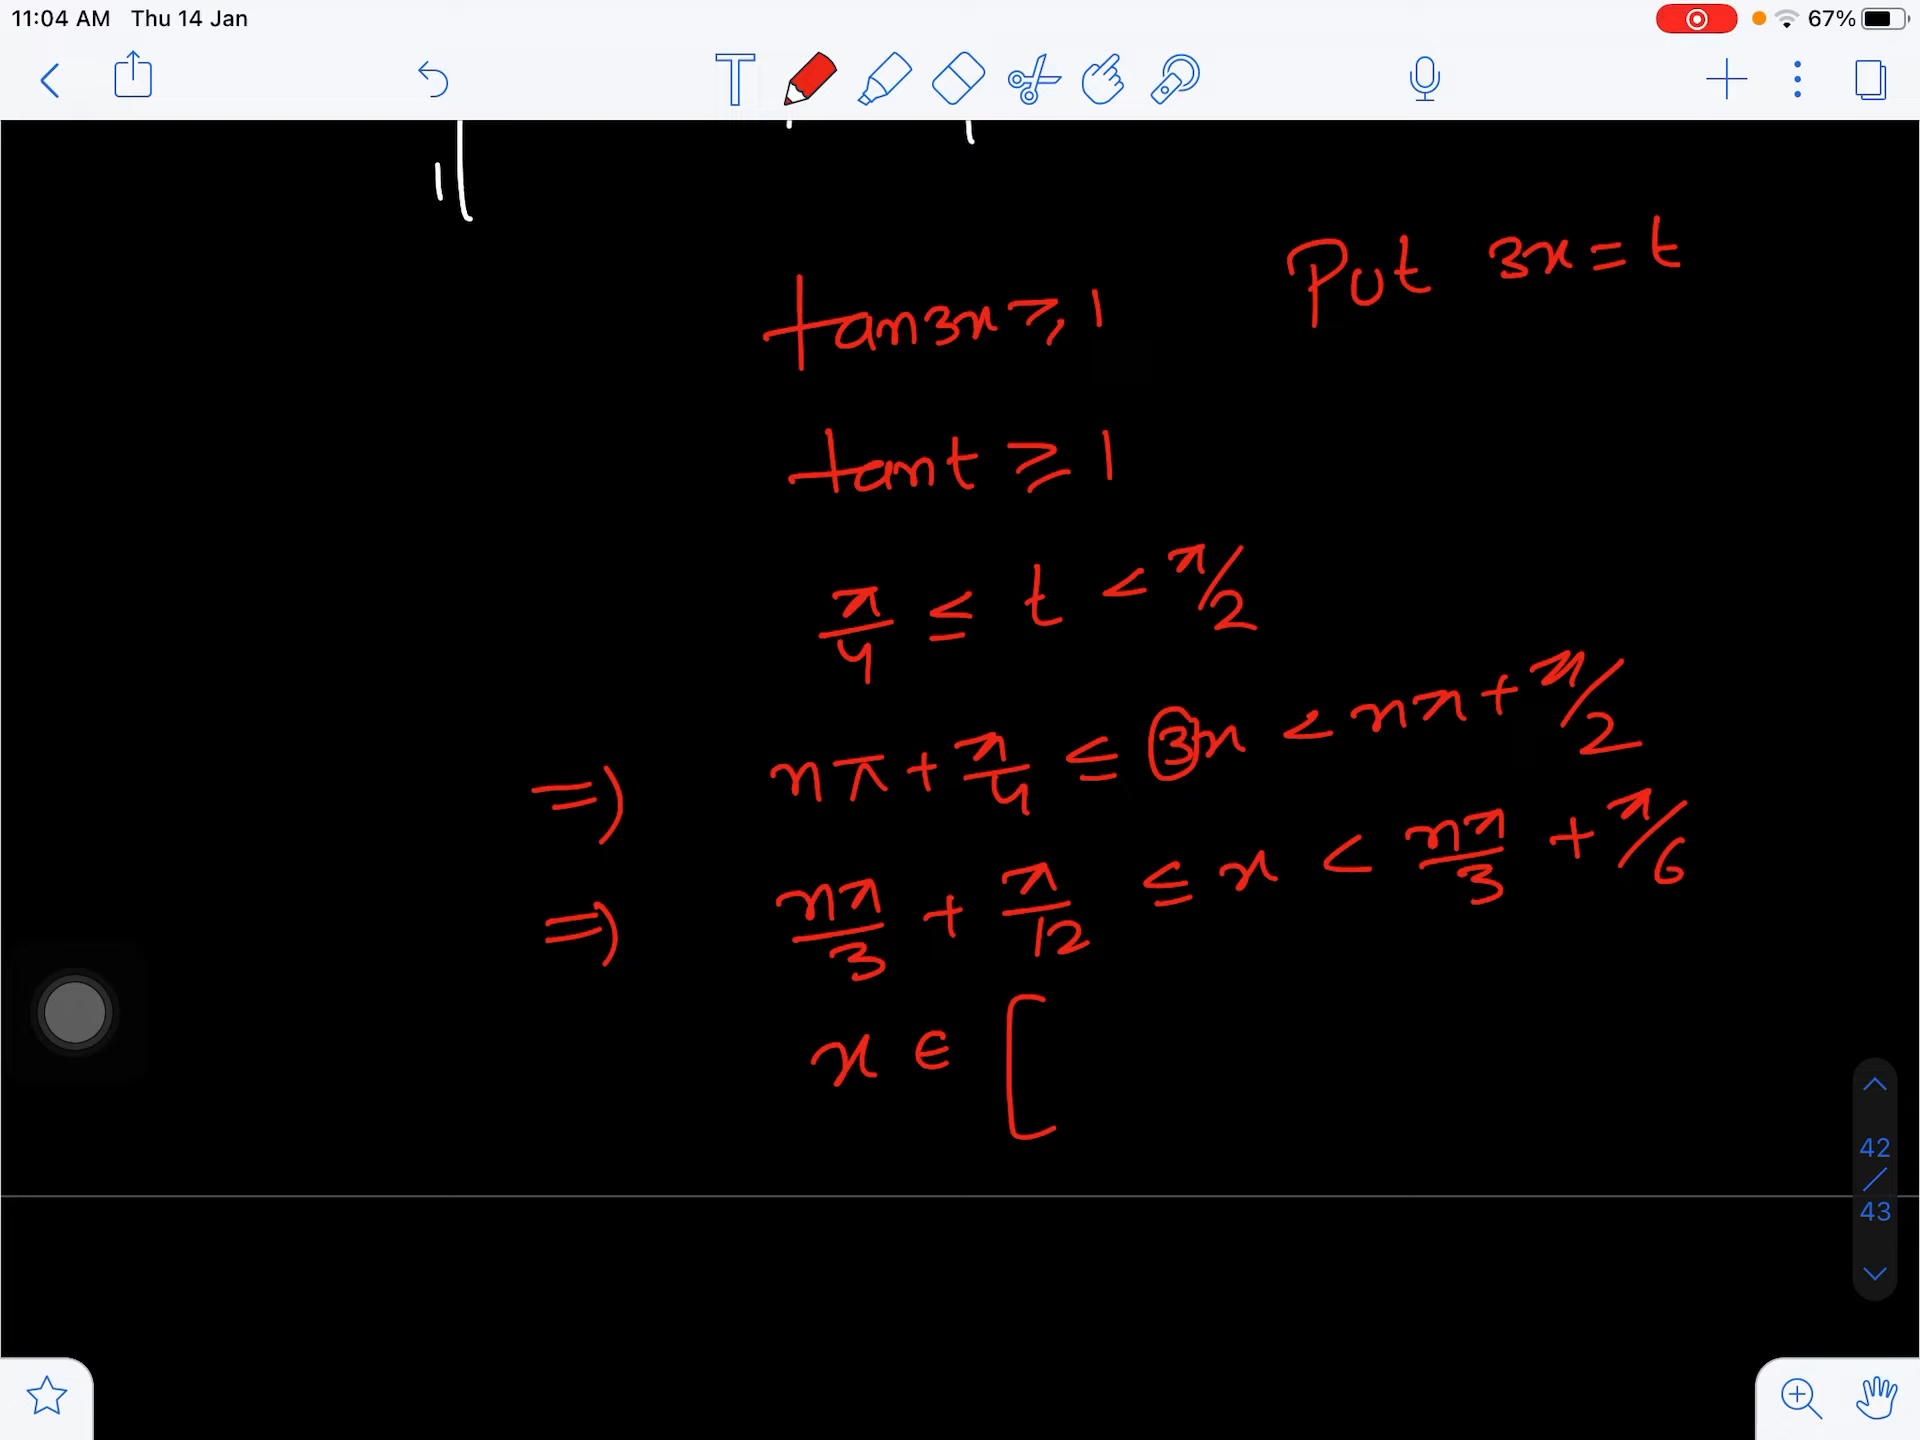 11:04 AM Thu 14 Jan 67%
T
Put 3x = t
tan3x ⩾ 1
tant ≥ 1
π/4 ≤ t < π/2
⇒ nπ + π/4 ≤ 3x < nπ + π/2
⇒ nπ/3 + π/12 ≤ x < nπ/3 + π/6
x ∈ [
42
/
43